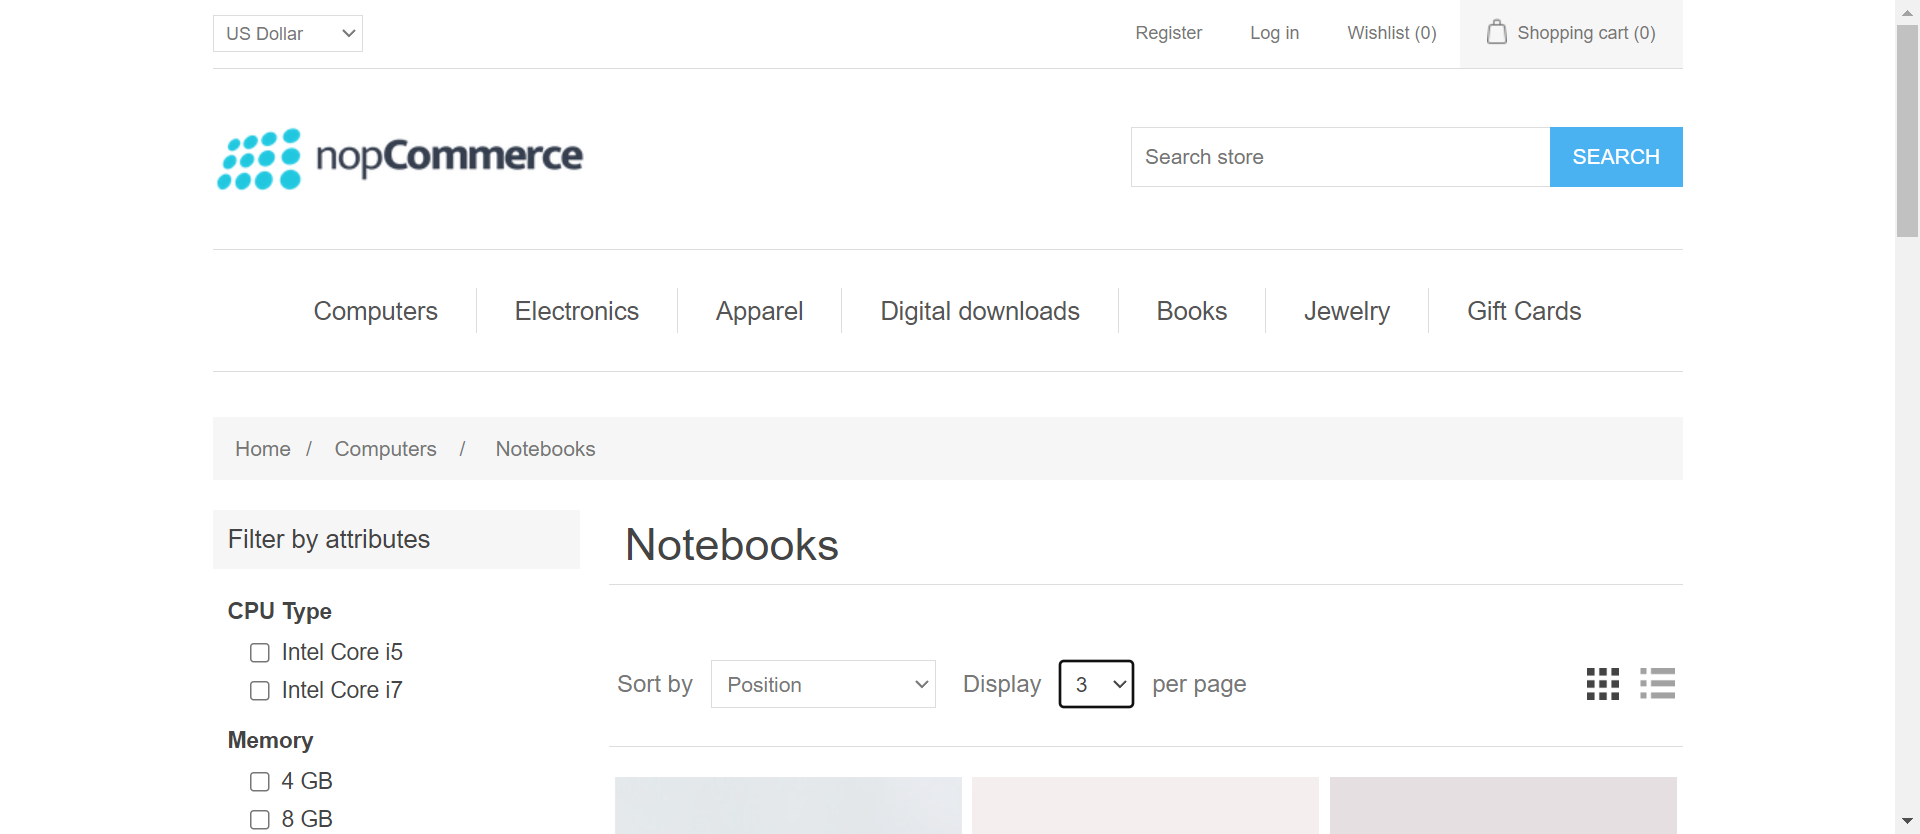 US Dollar
Register
Log in
Wishlist (0)
Shopping cart (0)
nopCommerce
Search store
SEARCH
Computers
Electronics
Apparel
Digital downloads
Books
Jewelry
Gift Cards
Home / Computers / Notebooks
Filter by attributes
CPU Type
Intel Core i5
Intel Core i7
Memory
4 GB
8 GB
Notebooks
Sort by Position Display 3 per page